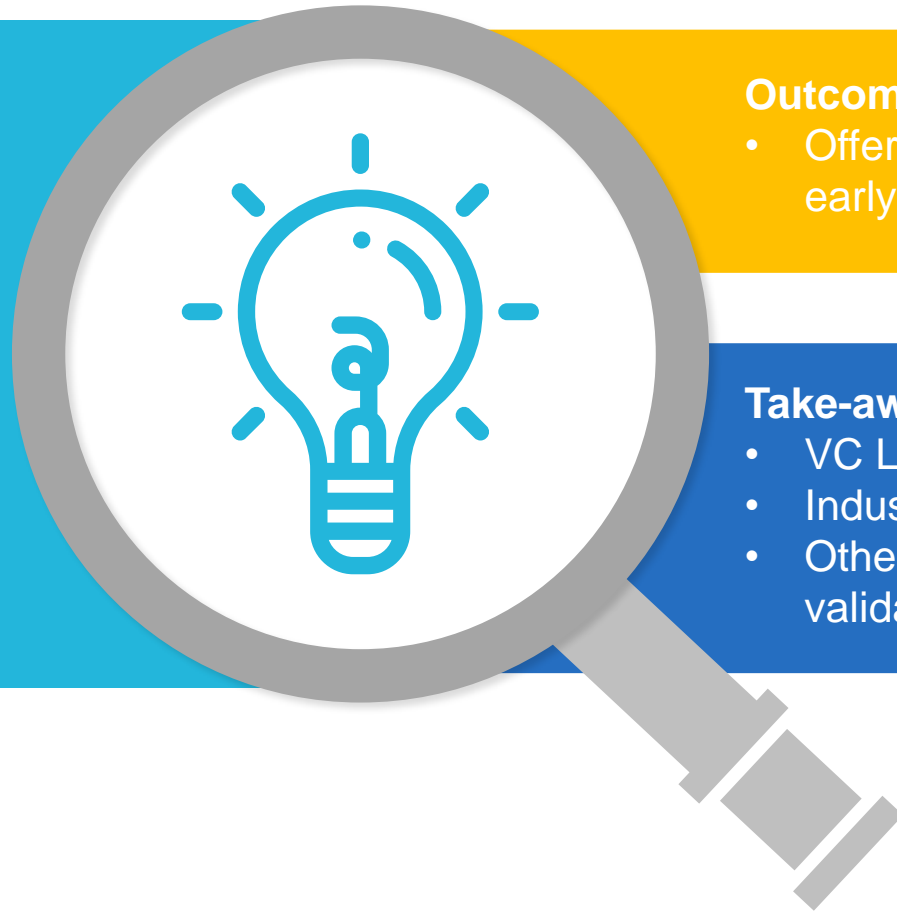 Outcom
• Offer
early
Take-aw
• VC L
• Indus
• Othe
valida